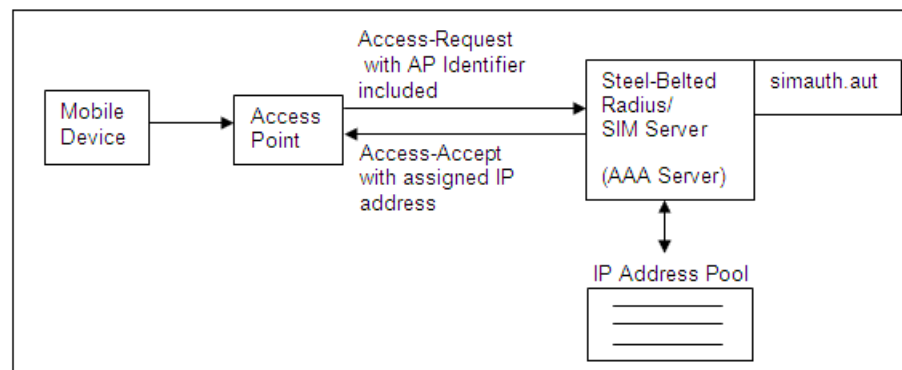 Mobile
Device
Access
Point
Access-Request
with AP Identifier
included
Access-Accept
with assigned IP
address
Steel-Belted
Radius/
SIM Server
(AAA Server)
simauth.aut
IP Address Pool